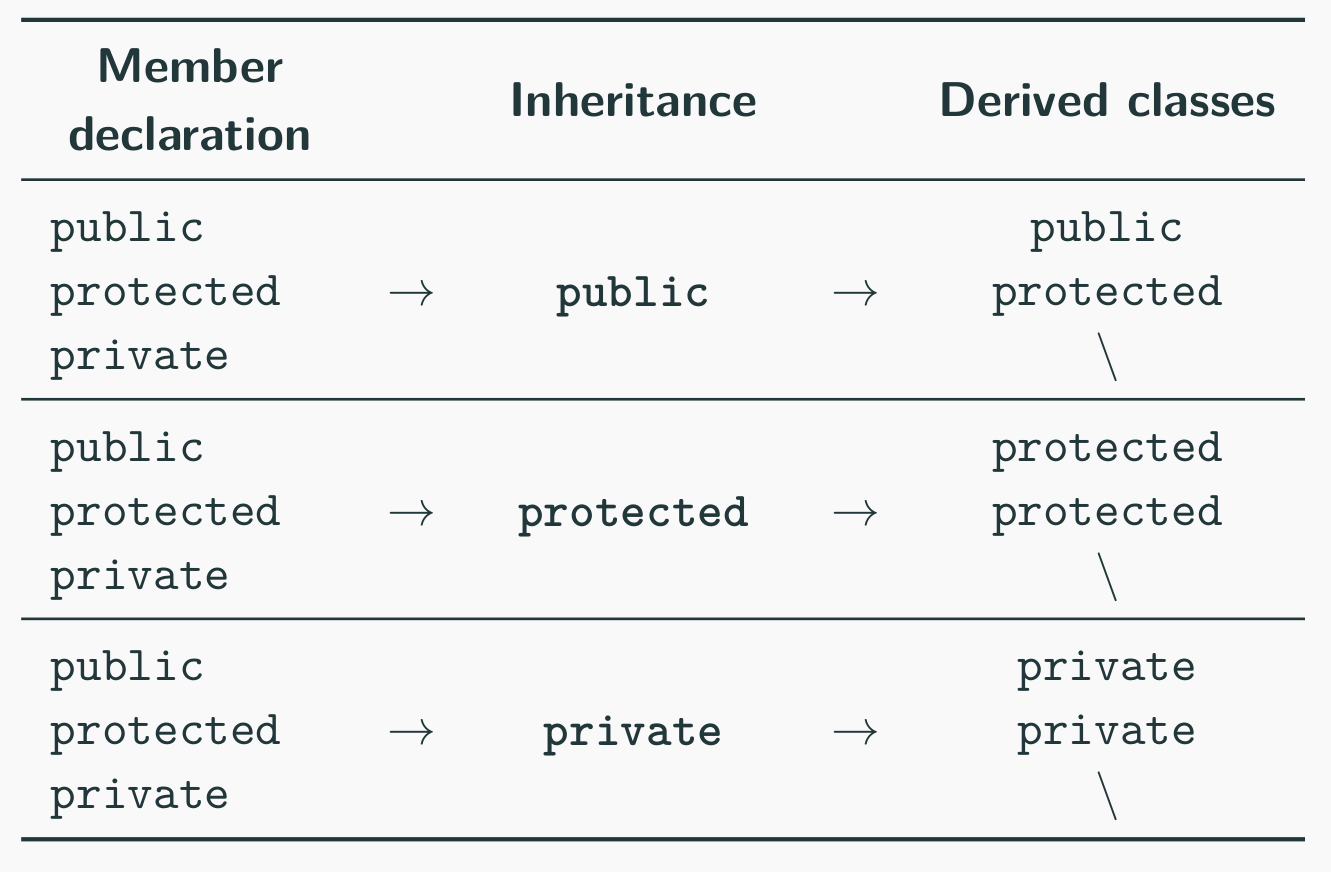 Member declaration Inheritance Derived classes
public public
protected → public → protected
private \
public protected
protected → protected → protected
private \
public private
protected → private → private
private \